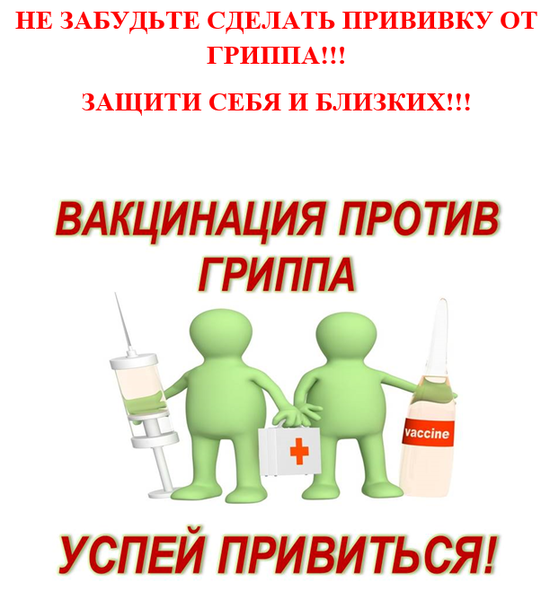 НЕ ЗАБУДЬТЕ СДЕЛАТЬ ПРИВИВКУ ОТ
ГРИППА!!!
ЗАЩИТИ СЕБЯ И БЛИЗКИХ!!!
ВАКЦИНАЦИЯ ПРОТИВ
ГРИППА
vaccine
УСПЕЙ ПРИВИТЬСЯ!